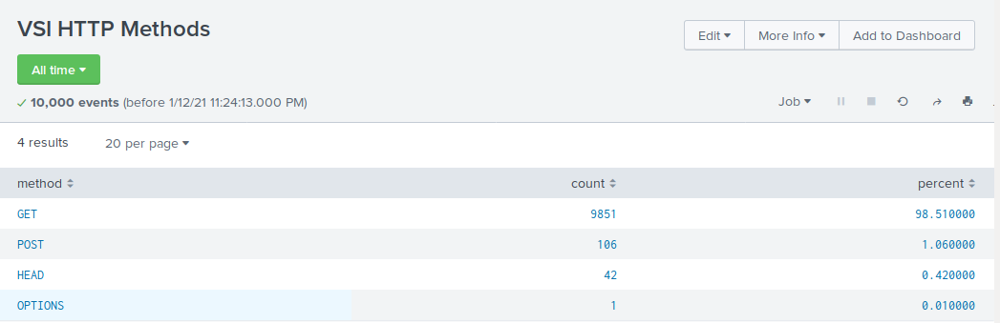 VSI HTTP Methods
Edit More Info Add to Dashboard
All time
10,000 events (before 1/12/21 11:24:13.000 PM)
Job
4 results 20 per page
method count percent
GET 9851 98.510000
POST 106 1.060000
HEAD 42 0.420000
OPTIONS 1 0.010000